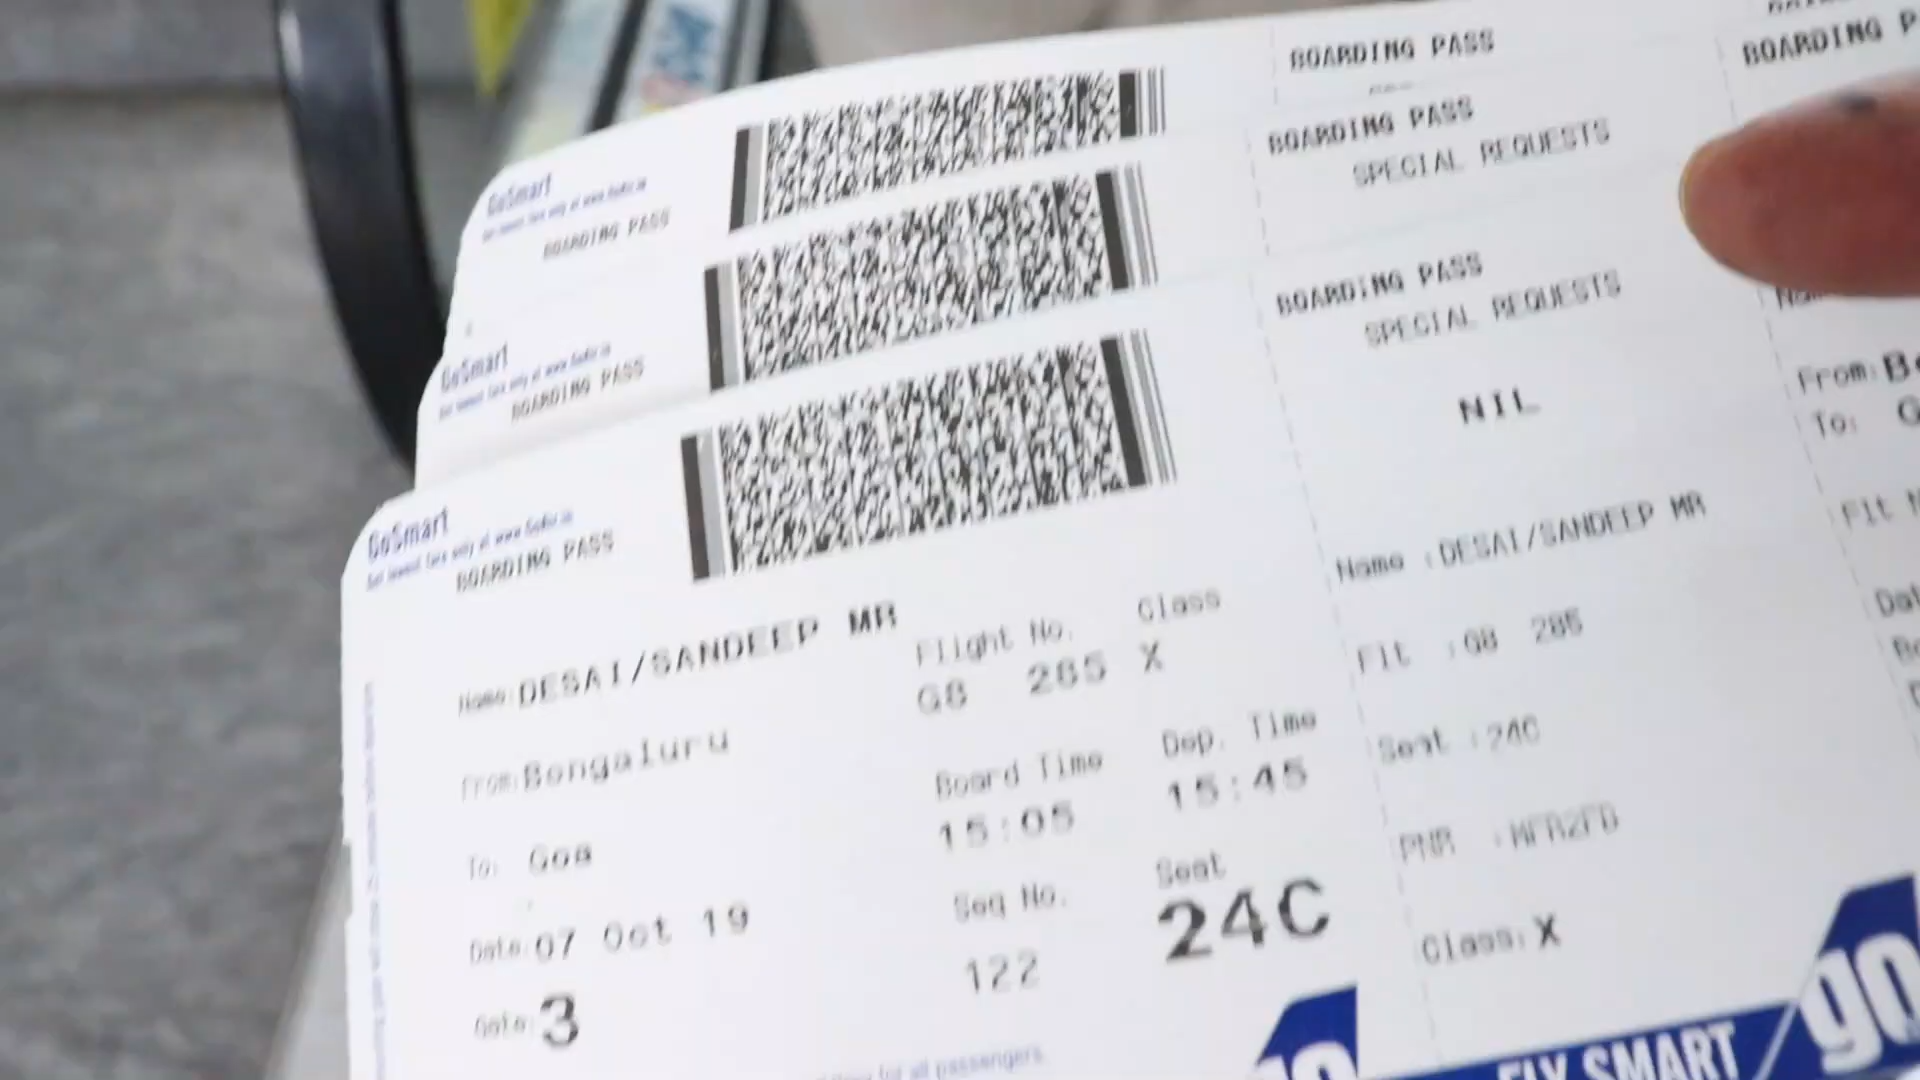 BOARDING PASS
BOARDING P
BOARDING PASS
SPECIAL REQUESTS
GoSmart
BOARDING PASS
BOARDING PASS
SPECIAL REQUESTS
NIL
GoSmart
BOARDING PASS
From: B
To: G
GoSmart
BOARDING PASS
Name: DESAI/SANDEEP MR
Flight No. Class
G8 285 X
From: Bengaluru
Board Time Dep. Time
15:05 15:45
To: Goa
Seq No. Seat
Date: 07 Oct 19
122 24C
Gate: 3
for all passengers
Name :DESAI/SANDEEP MR
Flt :G8 285
Seat :24C
PNR
Class: X
FLY SMART
go